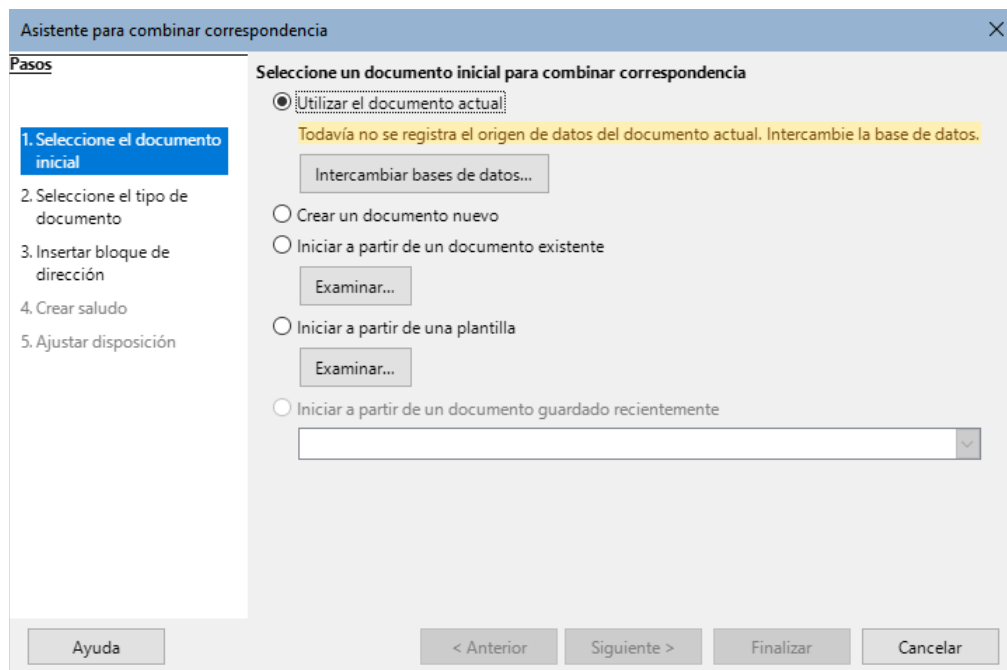 Asistente para combinar correspondencia
Pasos
1. Seleccione el documento
inicial
2. Seleccione el tipo de
documento
3. Insertar bloque de
dirección
4. Crear saludo
5. Ajustar disposición
Seleccione un documento inicial para combinar correspondencia
Utilizar el documento actual
Todavía no se registra el origen de datos del documento actual. Intercambie la base de datos.
Intercambiar bases de datos...
Crear un documento nuevo
Iniciar a partir de un documento existente
Examinar...
Iniciar a partir de una plantilla
Examinar...
Iniciar a partir de un documento guardado recientemente
Ayuda
< Anterior
Siguiente >
Finalizar
Cancelar